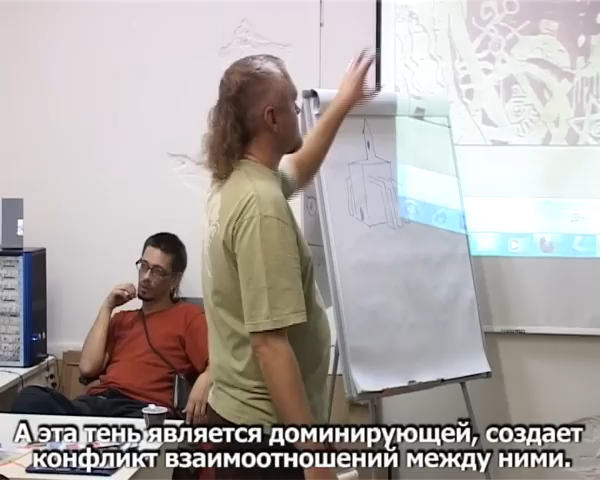 А эта тень является доминирующей, создает
конфликт взаимоотношений между ними.